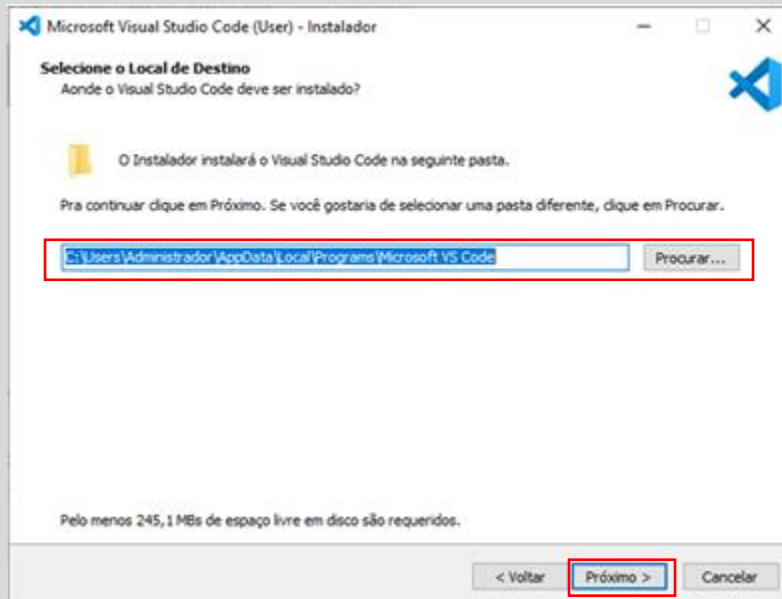 Microsoft Visual Studio Code (User) - Instalador
Selecione o Local de Destino
Aonde o Visual Studio Code deve ser instalado?
O Instalador instalará o Visual Studio Code na seguinte pasta.
Pra continuar clique em Próximo. Se você gostaria de selecionar uma pasta diferente, clique em Procurar.
C:\Users\Administrador\AppData\Local\Programs\Microsoft VS Code
Procurar...
Pelo menos 245,1 MBs de espaço livre em disco são requeridos.
< Voltar Próximo > Cancelar